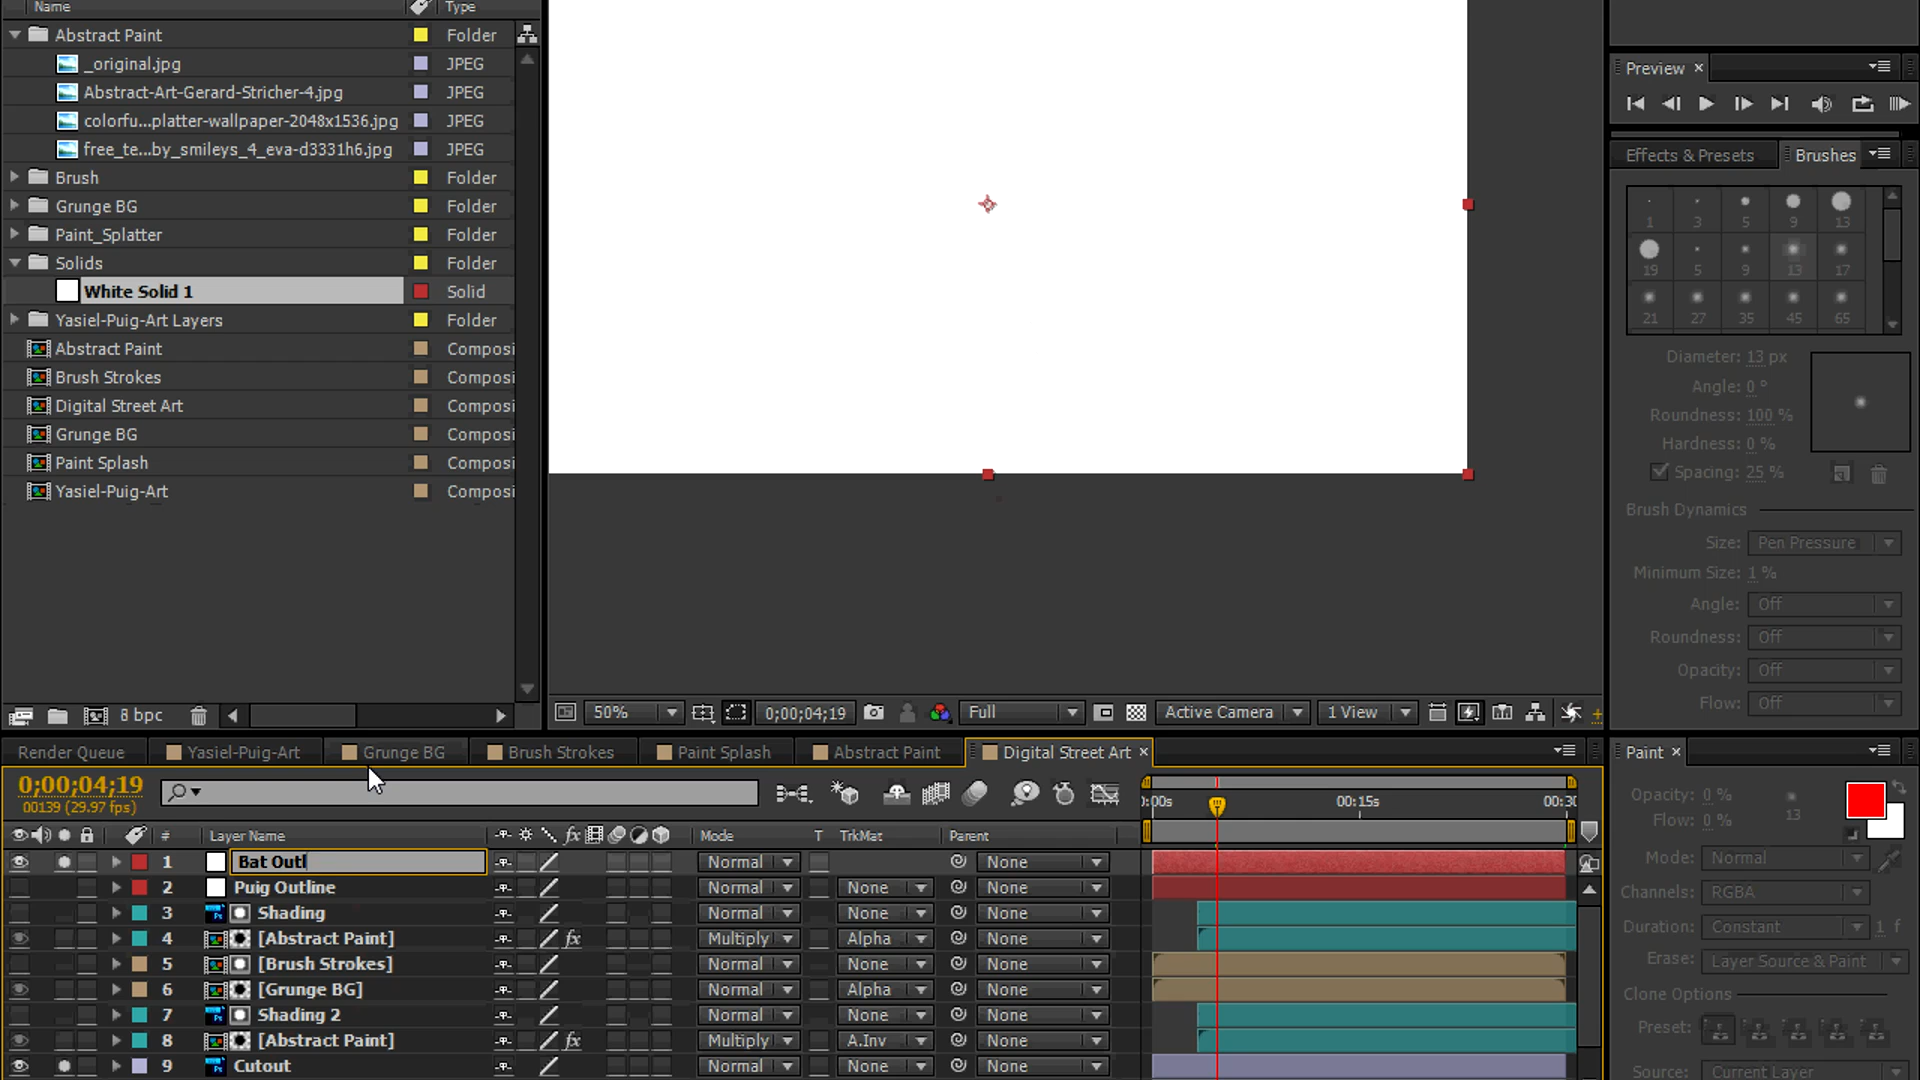 Name Type
Abstract Paint Folder
_original.jpg JPEG
Abstract-Art-Gerard-Stricher-4.jpg JPEG
colorfu...platter-wallpaper-2048x1536.jpg JPEG
free_te...by_smileys_4_eva-d3331h6.jpg JPEG
Brush Folder
Grunge BG Folder
Paint_Splatter Folder
Solids Folder
White Solid 1 Solid
Yasiel-Puig-Art Layers Folder
Abstract Paint Composi
Brush Strokes Composi
Digital Street Art Composi
Grunge BG Composi
Paint Splash Composi
Yasiel-Puig-Art Composi
8 bpc
50% 0;00;04;19 Full Active Camera 1 View
Preview
Effects & Presets Brushes
1 3 5 9 13
19 5 9 13 17
21 27 35 45 65
Diameter: 13 px
Angle: 0 °
Roundness: 100 %
Hardness: 0 %
Spacing: 25 %
Brush Dynamics
Size: Pen Pressure
Minimum Size: 1 %
Angle: Off
Roundness: Off
Opacity: Off
Flow: Off
Render Queue Yasiel-Puig-Art Grunge BG Brush Strokes Paint Splash Abstract Paint Digital Street Art
0;00;04;19
00139 (29.97 fps)
0:00s 00:15s 00:30
# Layer Name Mode T TrkMat Parent
1 Bat Outl Normal None
2 Puig Outline Normal None None
3 Shading Normal None None
4 [Abstract Paint] fx Multiply Alpha None
5 [Brush Strokes] Normal None None
6 [Grunge BG] Normal Alpha None
7 Shading 2 Normal None None
8 [Abstract Paint] fx Multiply A.Inv None
9 Cutout Normal None None
Paint
Opacity: 0 %
Flow: 0 % 13
Mode: Normal
Channels: RGBA
Duration: Constant 1 f
Erase: Layer Source & Paint
Clone Options
Preset:
Source: Current Layer